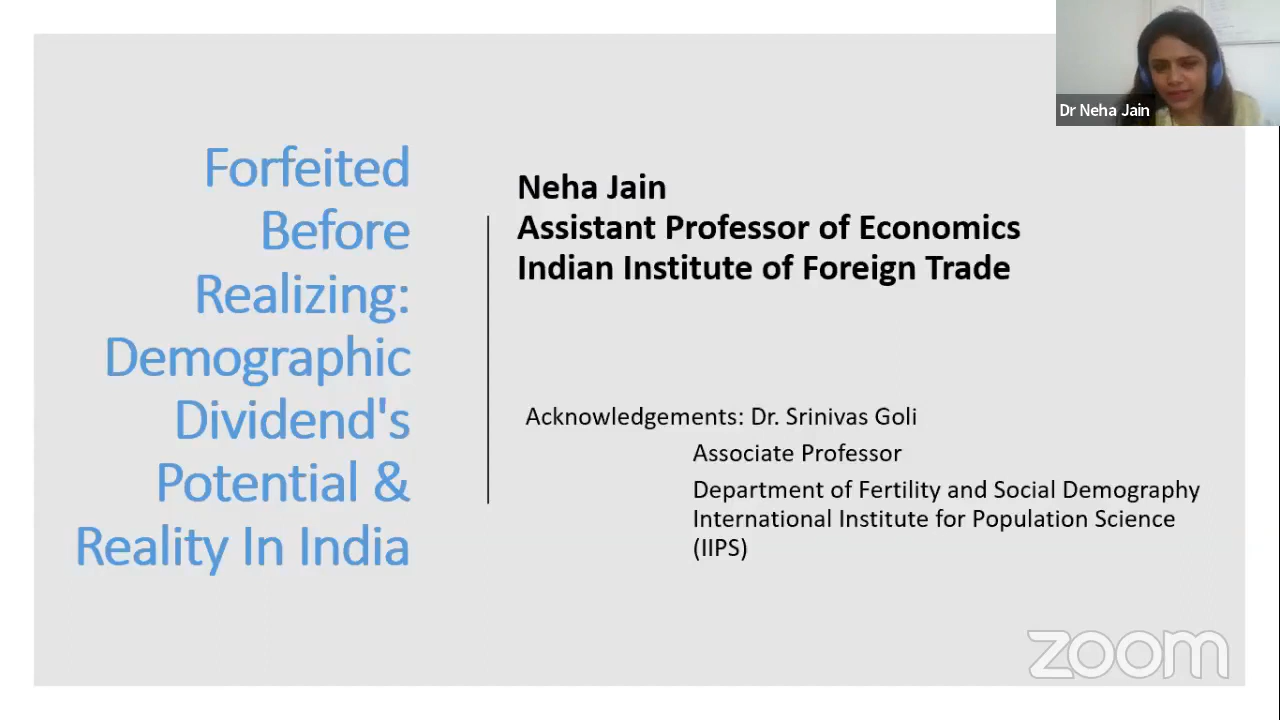 Dr Neha Jain
Forfeited
Before
Realizing:
Demographic
Dividend's
Potential &
Reality In India
Neha Jain
Assistant Professor of Economics
Indian Institute of Foreign Trade
Acknowledgements: Dr. Srinivas Goli
Associate Professor
Department of Fertility and Social Demography
International Institute for Population Science
(IIPS)
zoom